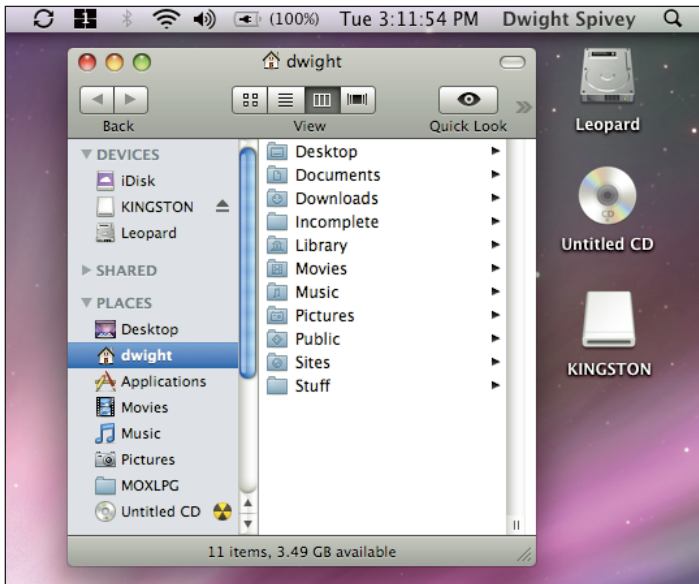 1 (100%) Tue 3:11:54 PM Dwight Spivey
dwight
Back View Quick Look
DEVICES
iDisk
KINGSTON
Leopard
SHARED
PLACES
Desktop
dwight
Applications
Movies
Music
Pictures
MOXLPG
Untitled CD
Desktop
Documents
Downloads
Incomplete
Library
Movies
Music
Pictures
Public
Sites
Stuff
11 items, 3.49 GB available
Leopard
CD
Untitled CD
KINGSTON